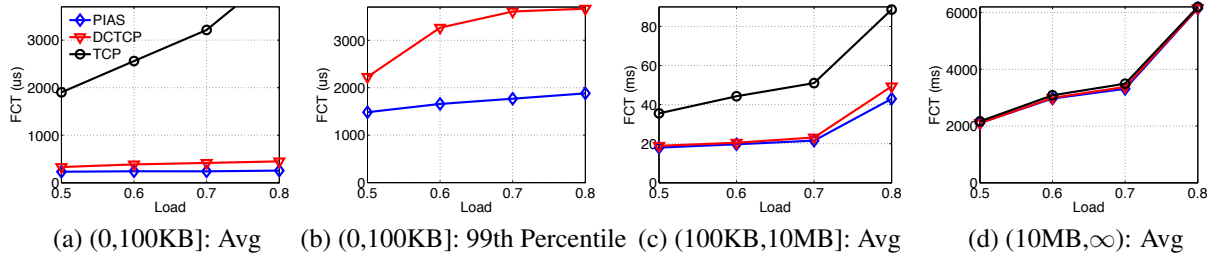 3000
2000
1000
0
FCT (us)
PIAS
DCTCP
TCP
0.5 0.6 0.7 0.8
Load
(a) (0,100KB]: Avg
3000
2000
1000
0
FCT (us)
0.5 0.6 0.7 0.8
Load
(b) (0,100KB]: 99th Percentile
80
60
40
20
0
FCT (ms)
0.5 0.6 0.7 0.8
Load
(c) (100KB,10MB]: Avg
6000
4000
2000
0
FCT (ms)
0.5 0.6 0.7 0.8
Load
(d) (10MB,∞): Avg